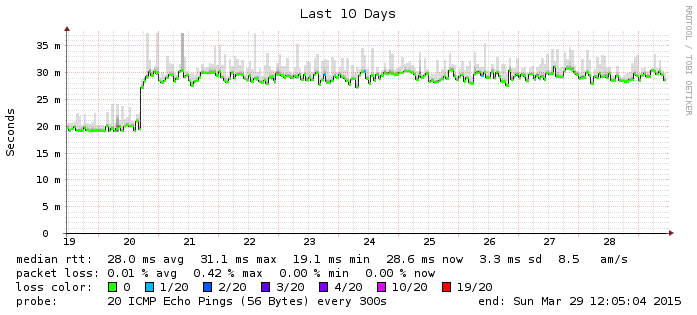 Last 10 Days
RRDTOOL / TOBI OETIKER
Seconds
35 m
30 m
25 m
20 m
15 m
10 m
5 m
0
19 20 21 22 23 24 25 26 27 28
median rtt: 28.0 ms avg 31.1 ms max 19.1 ms min 28.6 ms now 3.3 ms sd 8.5 am/s
packet loss: 0.01 % avg 0.42 % max 0.00 % min 0.00 % now
loss color: 0 1/20 2/20 3/20 4/20 10/20 19/20
probe: 20 ICMP Echo Pings (56 Bytes) every 300s end: Sun Mar 29 12:05:04 2015